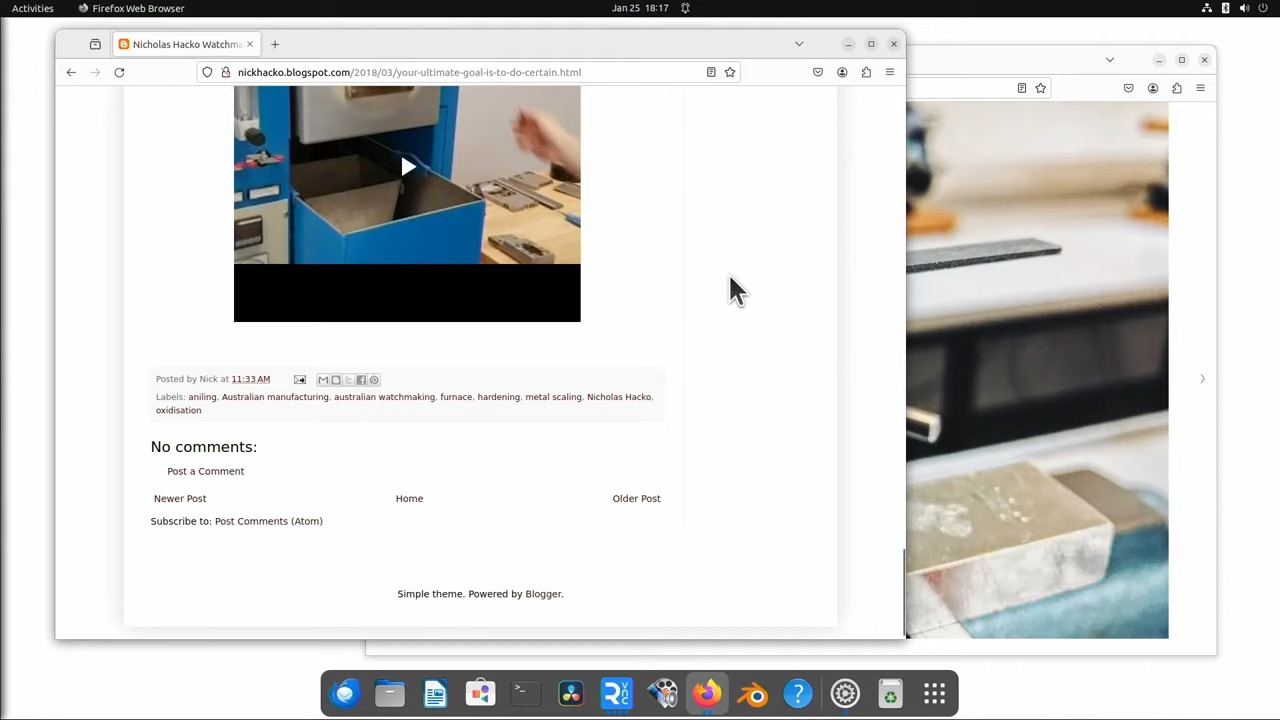 Activities
Firefox Web Browser
Jan 25 18:17
Nicholas Hacko Watchma
nickhacko.blogspot.com/2018/03/your-ultimate-goal-is-to-do-certain.html
Posted by Nick at 11:33 AM
Labels: aniling, Australian manufacturing, australian watchmaking, furnace, hardening, metal scaling, Nicholas Hacko,
oxidisation
No comments:
Post a Comment
Newer Post
Home
Older Post
Subscribe to: Post Comments (Atom)
Simple theme. Powered by Blogger.